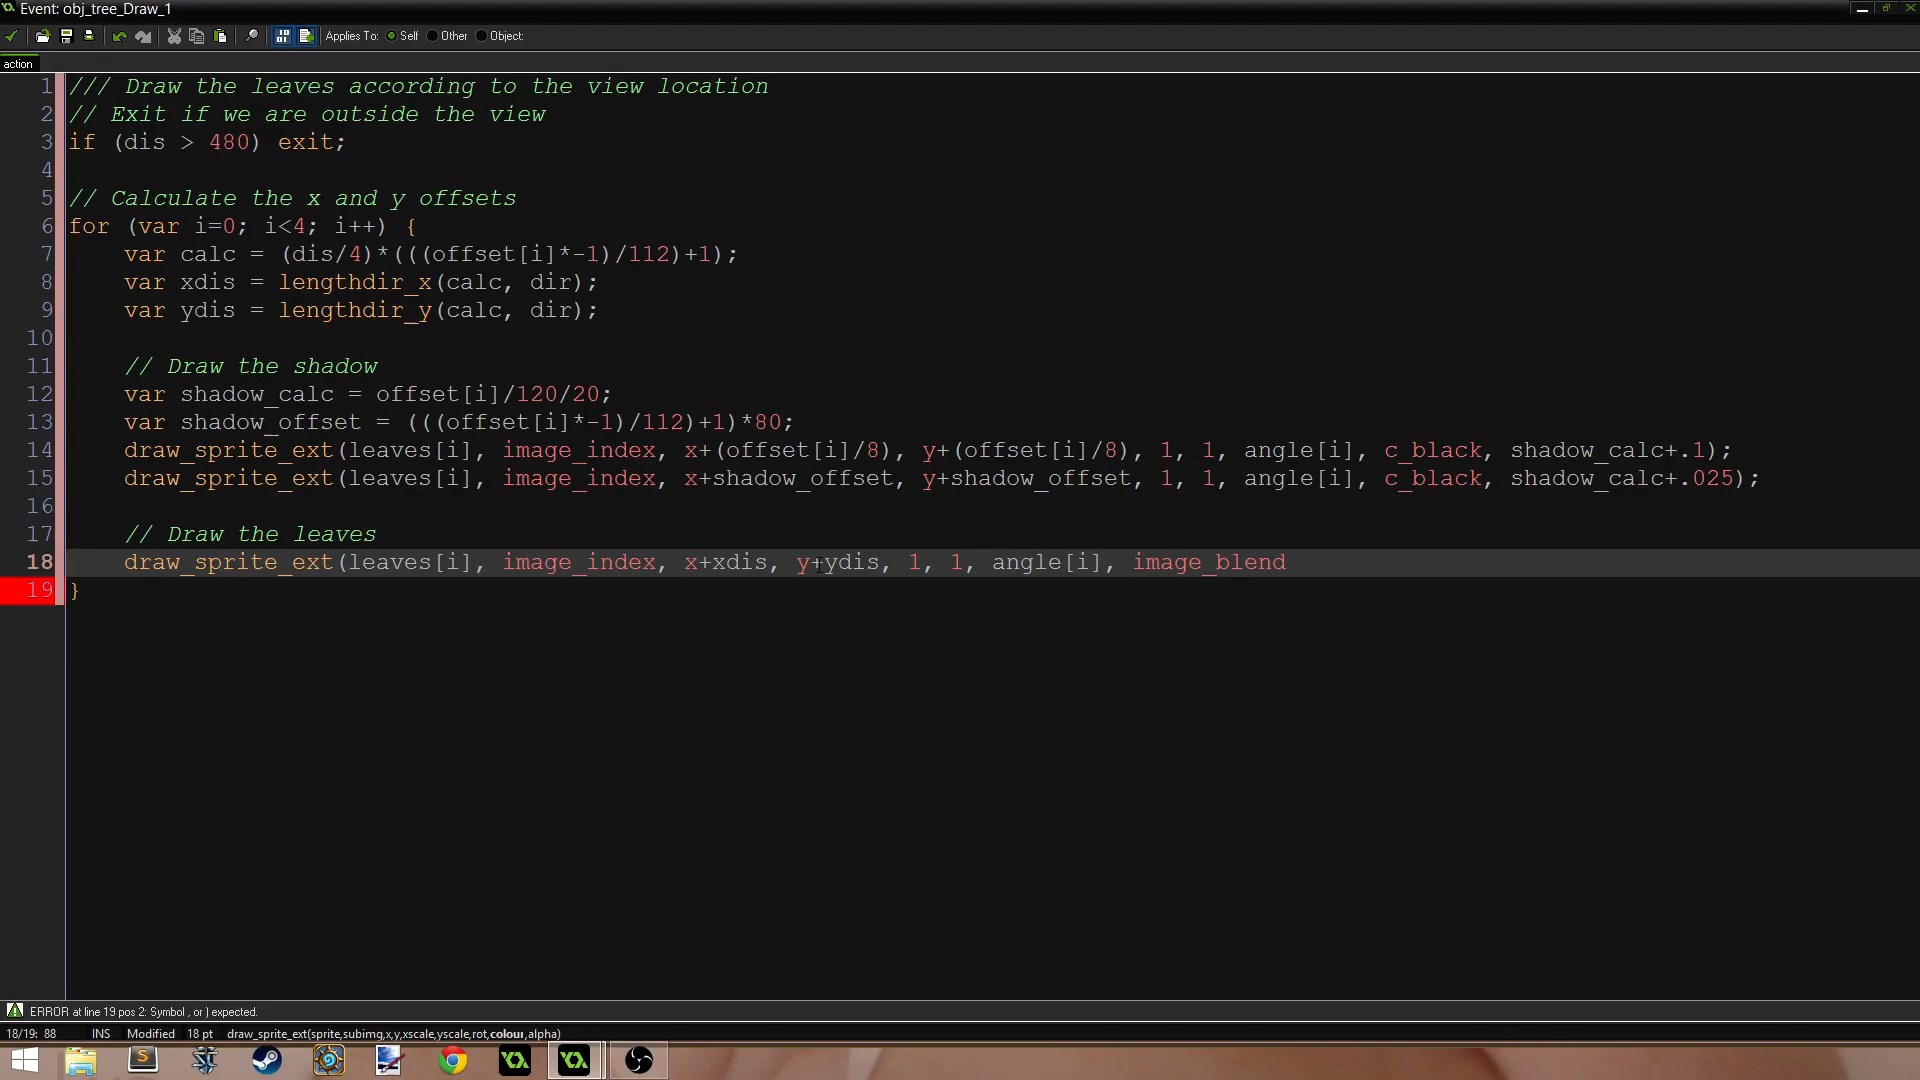 Event: obj_tree_Draw_1
Applies To: Self Other Object:
action
1 /// Draw the leaves according to the view location
2 // Exit if we are outside the view
3 if (dis > 480) exit;
4
5 // Calculate the x and y offsets
6 for (var i=0; i<4; i++) {
7 var calc = (dis/4)*(((offset[i]*-1)/112)+1);
8 var xdis = lengthdir_x(calc, dir);
9 var ydis = lengthdir_y(calc, dir);
10
11 // Draw the shadow
12 var shadow_calc = offset[i]/120/20;
13 var shadow_offset = (((offset[i]*-1)/112)+1)*80;
14 draw_sprite_ext(leaves[i], image_index, x+(offset[i]/8), y+(offset[i]/8), 1, 1, angle[i], c_black, shadow_calc+.1);
15 draw_sprite_ext(leaves[i], image_index, x+shadow_offset, y+shadow_offset, 1, 1, angle[i], c_black, shadow_calc+.025);
16
17 // Draw the leaves
18 draw_sprite_ext(leaves[i], image_index, x+xdis, y+ydis, 1, 1, angle[i], image_blend
19 }
ERROR at line 19 pos 2: Symbol , or ) expected.
18/19: 88 INS Modified 18 pt draw_sprite_ext(sprite,subimg,x,y,xscale,yscale,rot,colour,alpha)